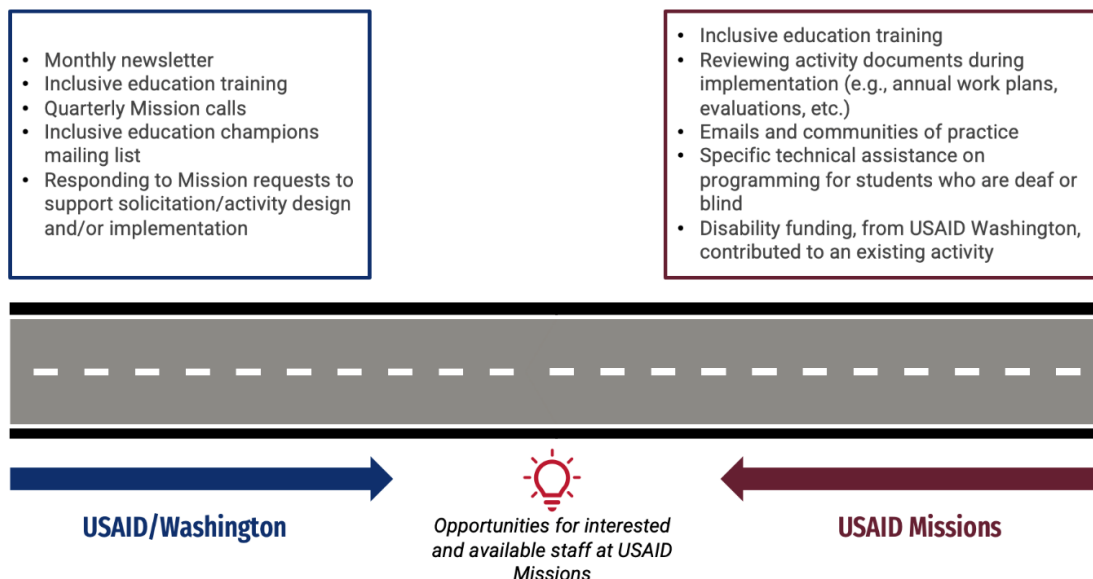 • Monthly newsletter
• Inclusive education training
• Quarterly Mission calls
• Inclusive education champions
mailing list
• Responding to Mission requests to
support solicitation/activity design
and/or implementation
• Inclusive education training
• Reviewing activity documents during
implementation (e.g., annual work plans,
evaluations, etc.)
• Emails and communities of practice
• Specific technical assistance on
programming for students who are deaf or
blind
• Disability funding, from USAID Washington,
contributed to an existing activity
USAID/Washington
Opportunities for interested
and available staff at USAID
Missions
USAID Missions